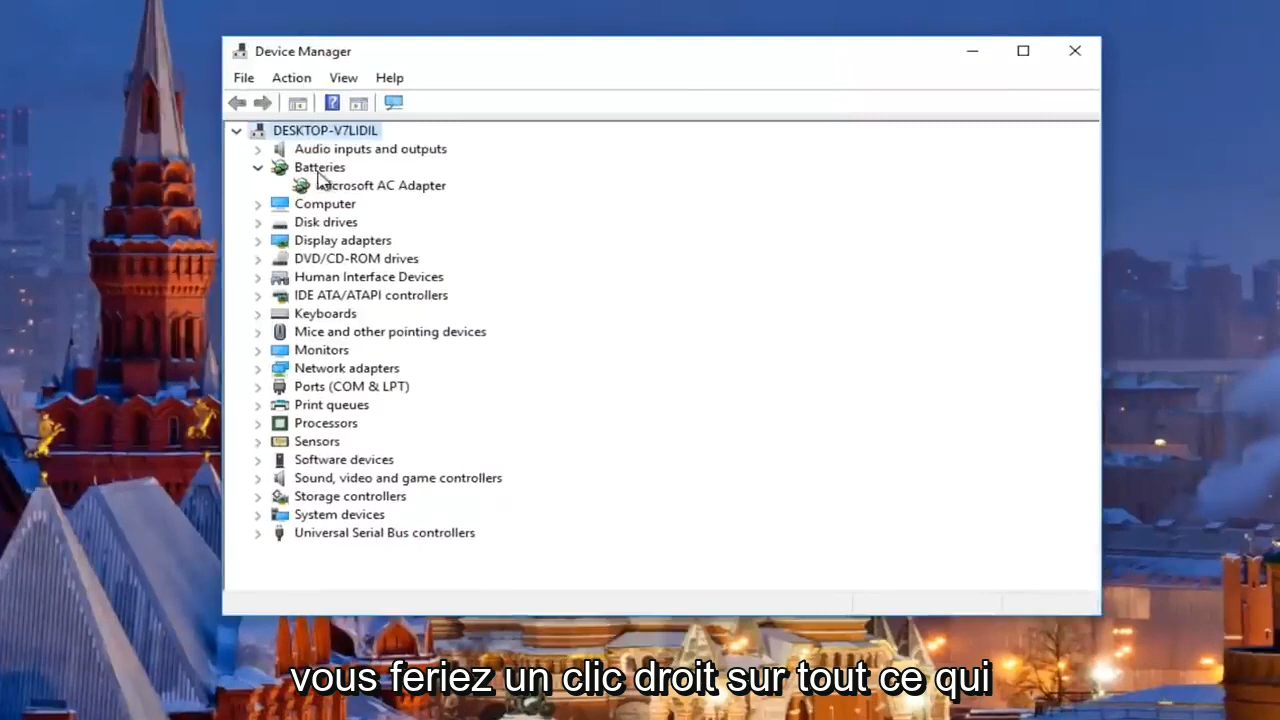 Device Manager
File Action View Help
DESKTOP-V7LIDIL
Audio inputs and outputs
Batteries
Microsoft AC Adapter
Computer
Disk drives
Display adapters
DVD/CD-ROM drives
Human Interface Devices
IDE ATA/ATAPI controllers
Keyboards
Mice and other pointing devices
Monitors
Network adapters
Ports (COM & LPT)
Print queues
Processors
Sensors
Software devices
Sound, video and game controllers
Storage controllers
System devices
Universal Serial Bus controllers
vous feriez un clic droit sur tout ce qui